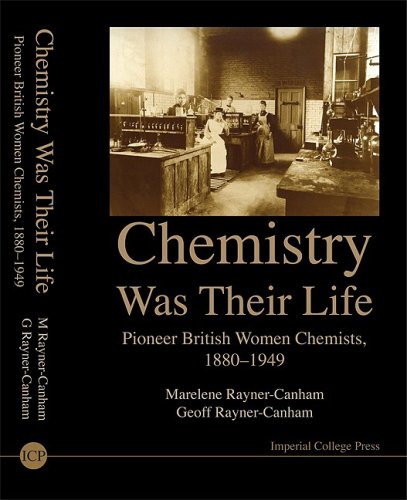 Chemistry Was Their Life
Pioneer British Women Chemists, 1880–1949
M Rayner-Canham
G Rayner-Canham
ICP
Chemistry
Was Their Life
Pioneer British Women Chemists,
1880–1949
Marelene Rayner-Canham
Geoff Rayner-Canham
Imperial College Press